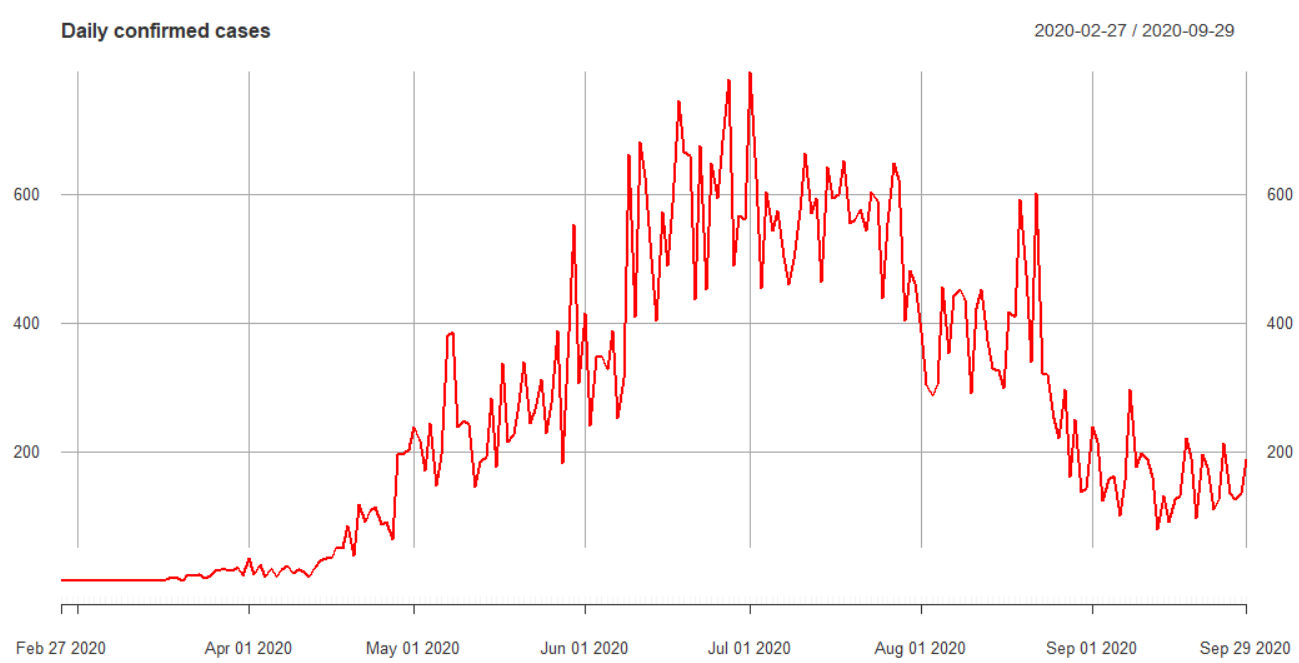 Daily confirmed cases 2020-02-27 / 2020-09-29
600 600
400 400
200 200
Feb 27 2020 Apr 01 2020 May 01 2020 Jun 01 2020 Jul 01 2020 Aug 01 2020 Sep 01 2020 Sep 29 2020